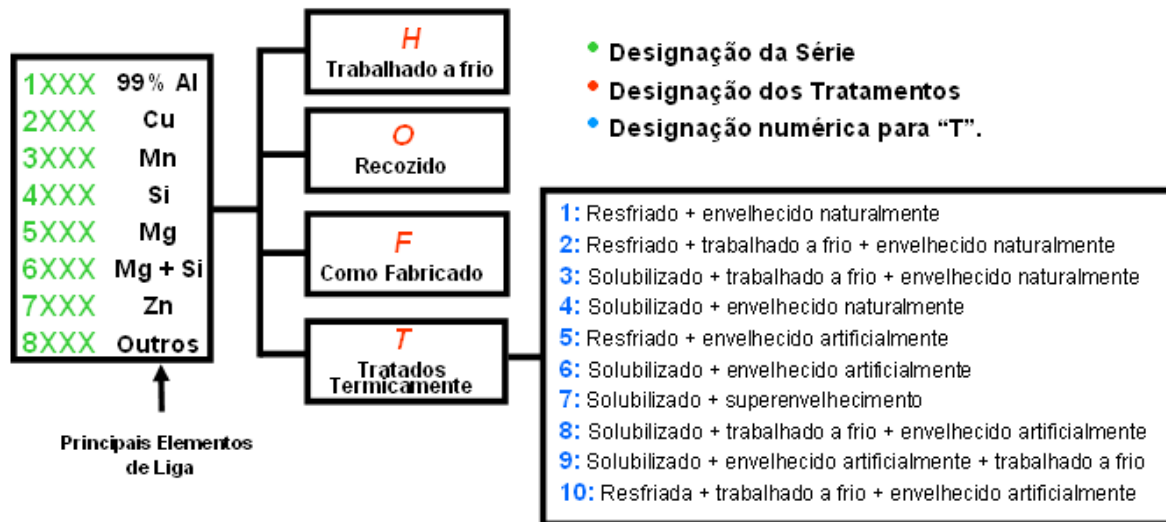 1XXX 99% Al
2XXX Cu
3XXX Mn
4XXX Si
5XXX Mg
6XXX Mg + Si
7XXX Zn
8XXX Outros
Principais Elementos
de Liga
H
Trabalhado a frio
O
Recozido
F
Como Fabricado
T
Tratados
Termicamente
• Designação da Série
• Designação dos Tratamentos
• Designação numérica para “T”.
1: Resfriado + envelhecido naturalmente
2: Resfriado + trabalhado a frio + envelhecido naturalmente
3: Solubilizado + trabalhado a frio + envelhecido naturalmente
4: Solubilizado + envelhecido naturalmente
5: Resfriado + envelhecido artificialmente
6: Solubilizado + envelhecido artificialmente
7: Solubilizado + superenvelhecimento
8: Solubilizado + trabalhado a frio + envelhecido artificialmente
9: Solubilizado + envelhecido artificialmente + trabalhado a frio
10: Resfriada + trabalhado a frio + envelhecido artificialmente